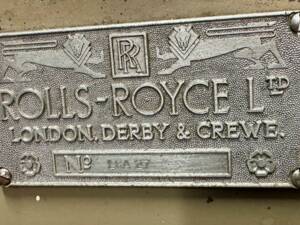 RR
ROLLS-ROYCE LTD
LONDON, DERBY & CREWE.
No